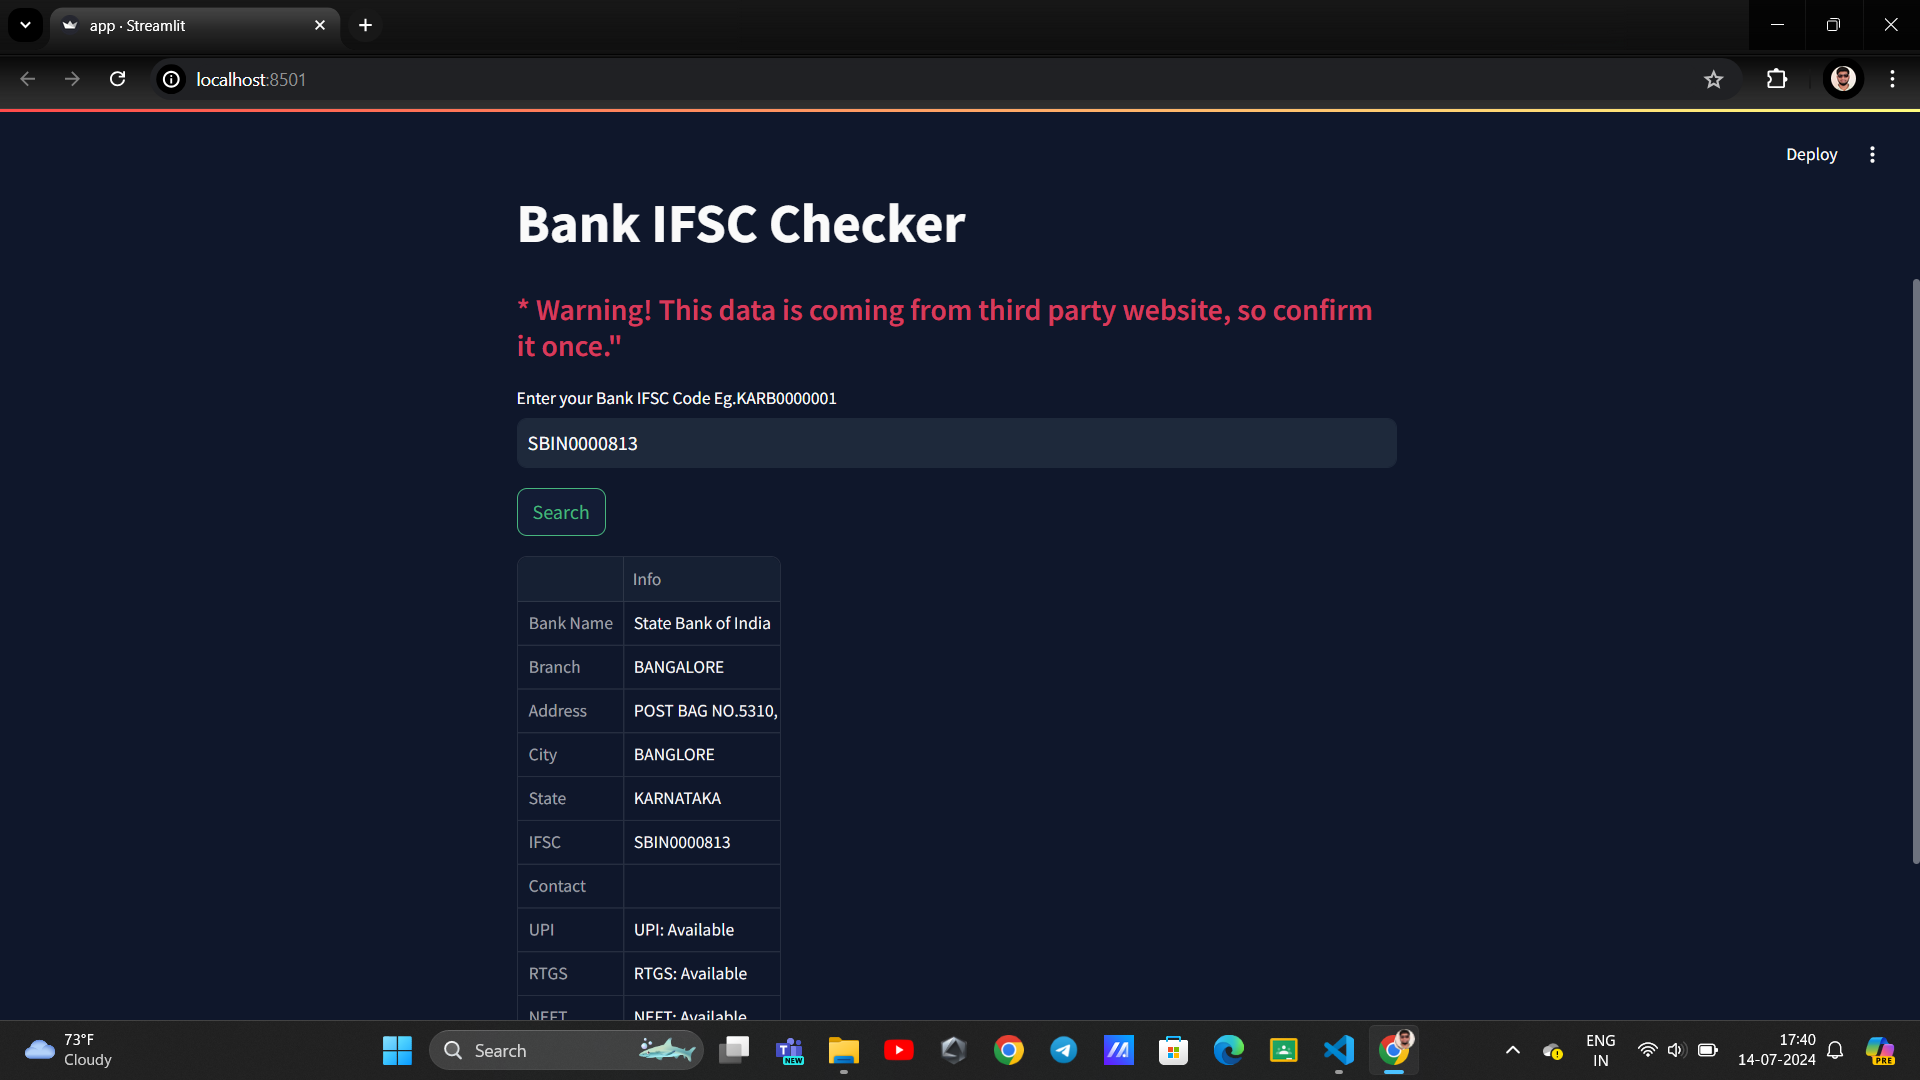 app · Streamlit
localhost:8501
Deploy
Bank IFSC Checker
* Warning! This data is coming from third party website, so confirm
it once."
Enter your Bank IFSC Code Eg.KARB0000001
SBIN0000813
Search
Info
Bank Name State Bank of India
Branch BANGALORE
Address POST BAG NO.5310,
City BANGLORE
State KARNATAKA
IFSC SBIN0000813
Contact
UPI UPI: Available
RTGS RTGS: Available
NEFT NEFT: Available
73°F
Cloudy
Search
NEW
ENG
IN
17:40
14-07-2024
PRE